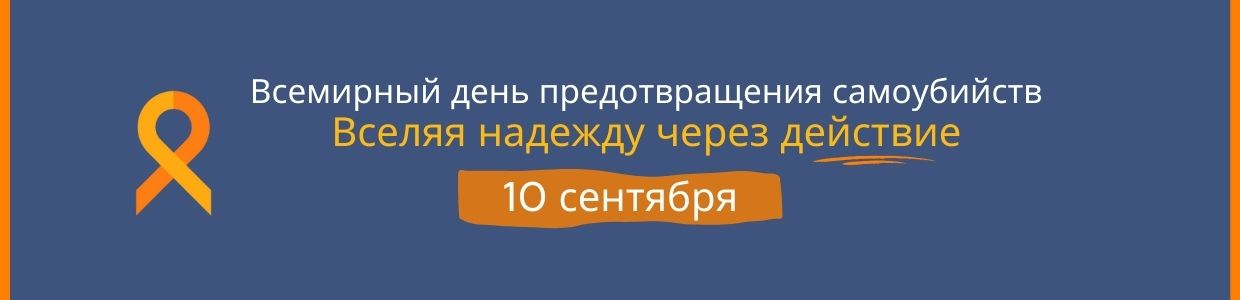 Всемирный день предотвращения самоубийств
Вселяя надежду через действие
10 сентября